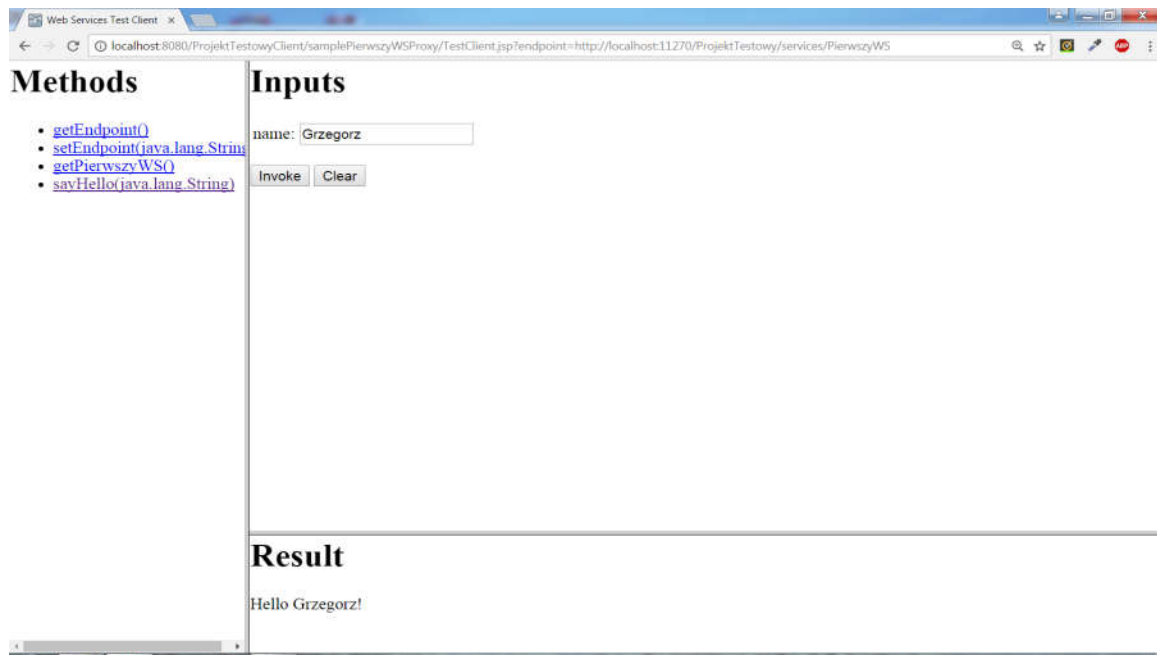 Web Services Test Client
localhost:8080/ProjektTestowyClient/samplePierwszyWSProxy/TestClient.jsp?endpoint=http://localhost:11270/ProjektTestowy/services/PierwszyWS
Methods
getEndpoint()
setEndpoint(java.lang.String
getPierwszyWS()
sayHello(java.lang.String)
Inputs
name: Grzegorz
Invoke Clear
Result
Hello Grzegorz!